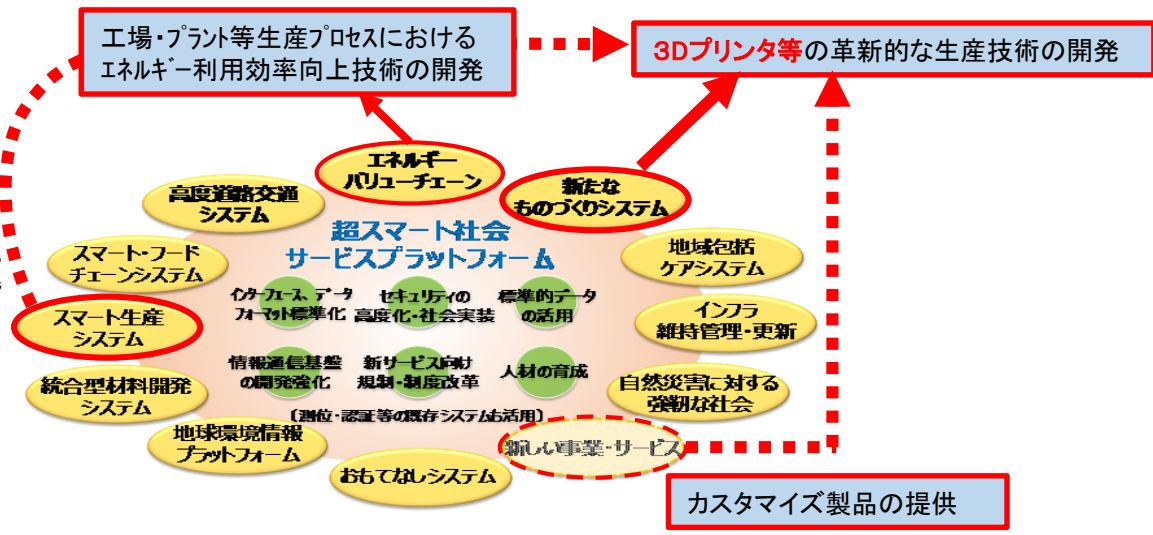 工場・プラント等生産プロセスにおける
エネルギー利用効率向上技術の開発
3Dプリンタ等の革新的な生産技術の開発
エネルギー
バリューチェーン
新たな
ものづくりシステム
高度道路交通
システム
超スマート社会
サービスプラットフォーム
地域包括
ケアシステム
スマート・フード
チェーンシステム
インターフェース、データ
フォーマット標準化
セキュリティの
高度化・社会実装
標準的データ
の活用
インフラ
維持管理・更新
スマート生産
システム
情報通信基盤
の開発強化
新サービス向け
規制・制度改革
人材の育成
自然災害に対する
強靭な社会
統合型材料開発
システム
(測位・認証等の既存システムも活用)
地球環境情報
プラットフォーム
新しい事業・サービス
おもてなしシステム
カスタマイズ製品の提供